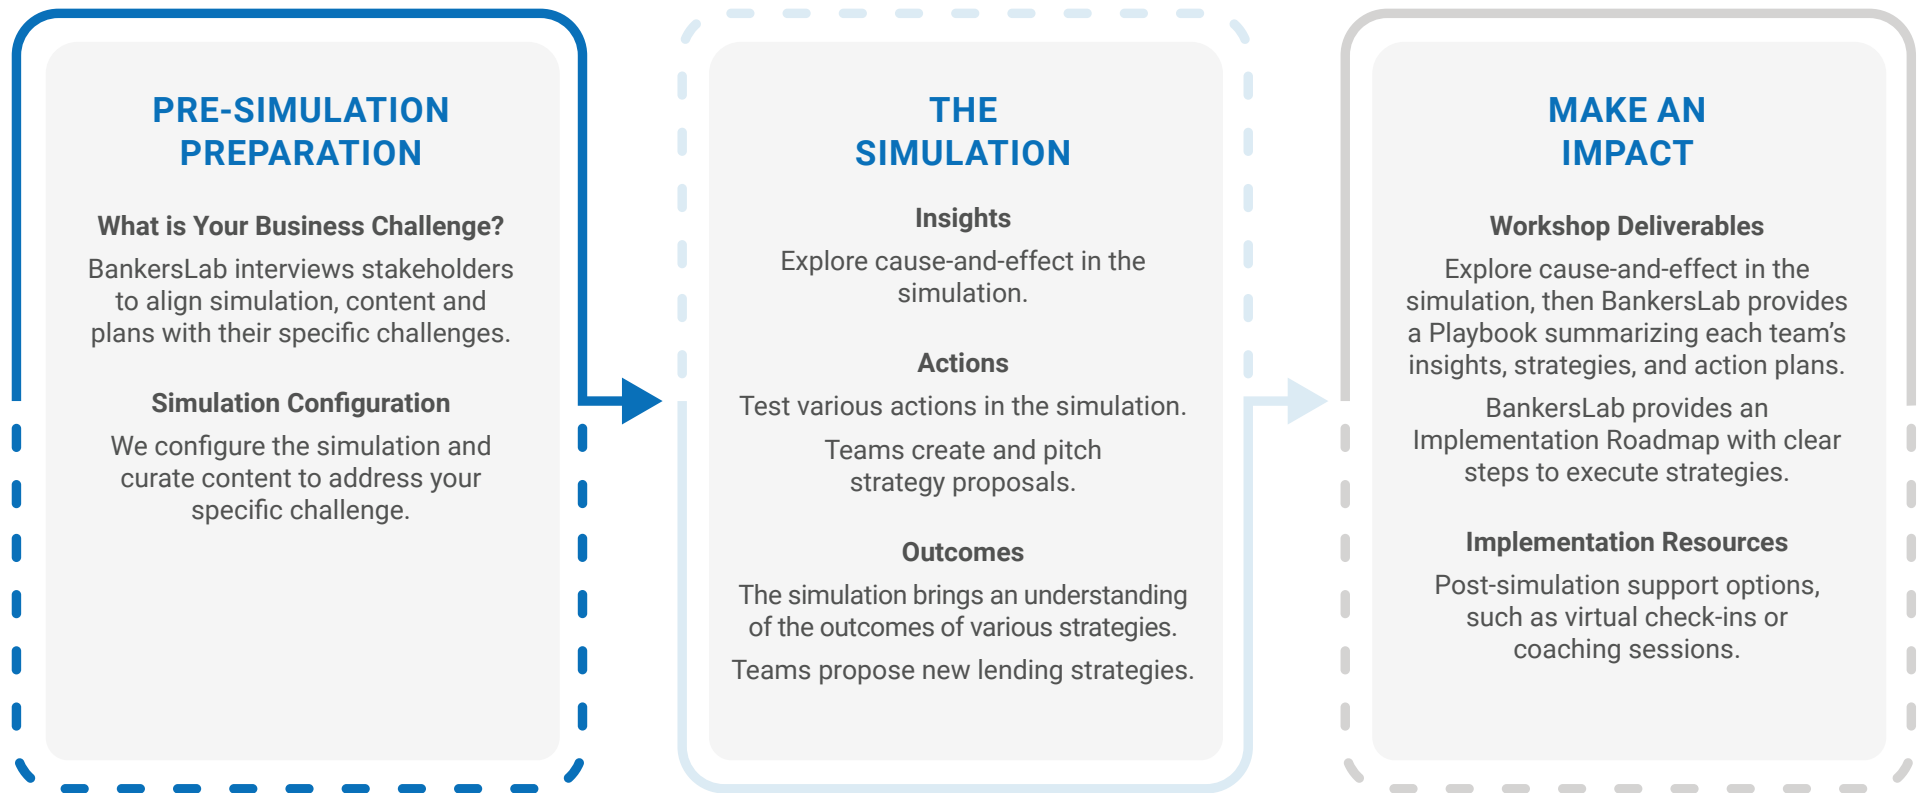 PRE-SIMULATION
PREPARATION
What is Your Business Challenge?
BankersLab interviews stakeholders
to align simulation, content and
plans with their specific challenges.
Simulation Configuration
We configure the simulation and
curate content to address your
specific challenge.
THE
SIMULATION
Insights
Explore cause-and-effect in the
simulation.
Actions
Test various actions in the simulation.
Teams create and pitch
strategy proposals.
Outcomes
The simulation brings an understanding
of the outcomes of various strategies.
Teams propose new lending strategies.
MAKE AN
IMPACT
Workshop Deliverables
Explore cause-and-effect in the
simulation, then BankersLab provides
a Playbook summarizing each team’s
insights, strategies, and action plans.
BankersLab provides an
Implementation Roadmap with clear
steps to execute strategies.
Implementation Resources
Post-simulation support options,
such as virtual check-ins or
coaching sessions.